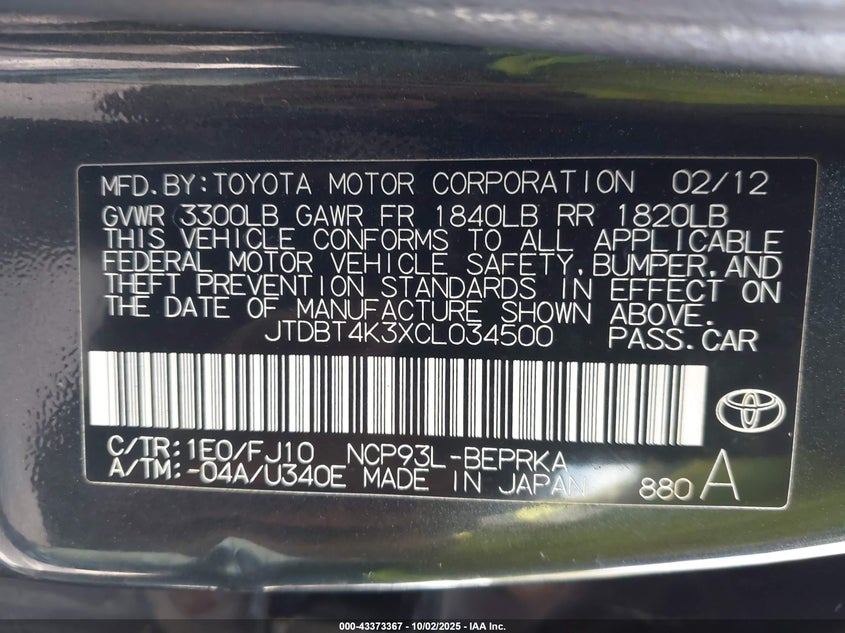 MFD.BY:TOYOTA MOTOR CORPORATION 02/12
GVWR 3300LB GAWR FR 1840LB RR 1820LB
THIS VEHICLE CONFORMS TO ALL APPLICABLE
FEDERAL MOTOR VEHICLE SAFETY,BUMPER,AND
THEFT PREVENTION STANDARDS IN EFFECT ON
THE DATE OF MANUFACTURE SHOWN ABOVE.
JTDBT4K3XCL034500 PASS.CAR
C/TR:1E0/FJ10 NCP93L-BEPRKA
A/TM:-04A/U340E MADE IN JAPAN 880 A
000-43373367 - 10/02/2025 - IAA Inc.